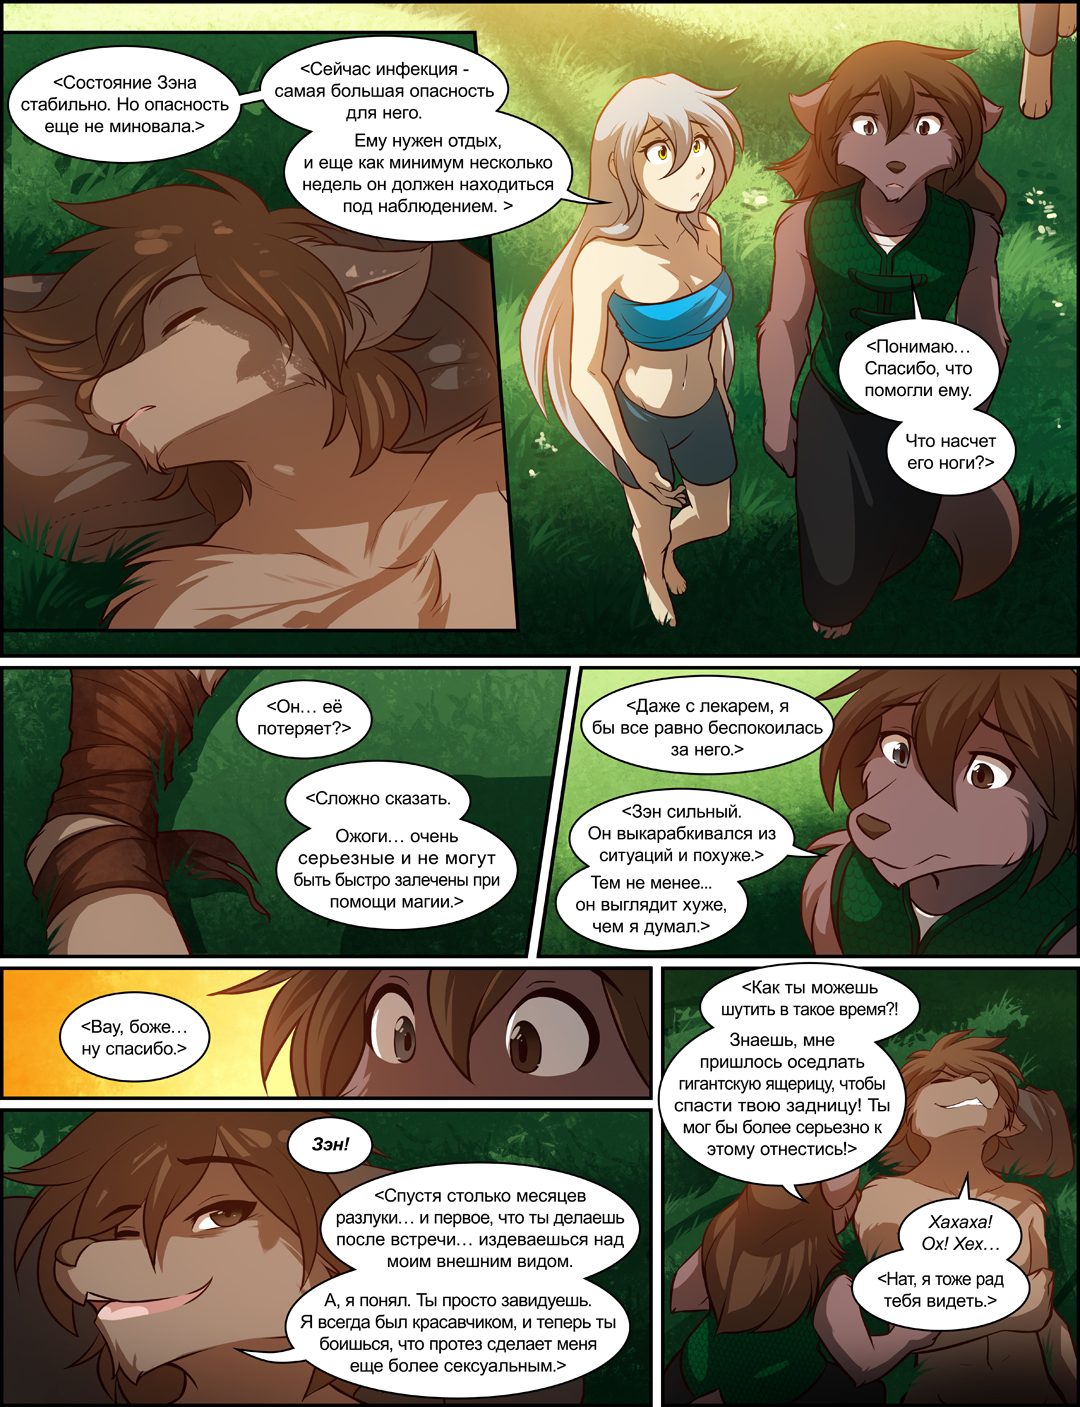 <Состояние Зэна
стабильно. Но опасность
еще не миновала.>
<Сейчас инфекция -
самая большая опасность
для него.
Ему нужен отдых,
и еще как минимум несколько
недель он должен находиться
под наблюдением. >
<Понимаю...
Спасибо, что
помогли ему.
Что насчет
его ноги?>
<Он... её
потеряет?>
<Сложно сказать.
Ожоги... очень
серьезные и не могут
быть быстро залечены при
помощи магии.>
<Даже с лекарем, я
бы все равно беспокоилась
за него.>
<Зэн сильный.
Он выкарабкивался из
ситуаций и похуже.>
Тем не менее...
он выглядит хуже,
чем я думал.>
<Вау, боже...
ну спасибо.>
Зэн!
<Спустя столько месяцев
разлуки... и первое, что ты делаешь
после встречи... издеваешься над
моим внешним видом.
А, я понял. Ты просто завидуешь.
Я всегда был красавчиком, и теперь ты
боишься, что протез сделает меня
еще более сексуальным.>
<Как ты можешь
шутить в такое время?!
Знаешь, мне
пришлось оседлать
гигантскую ящерицу, чтобы
спасти твою задницу! Ты
мог бы более серьезно к
этому отнестись!>
Хахаха!
Ох! Хех...
<Нат, я тоже рад
тебя видеть.>